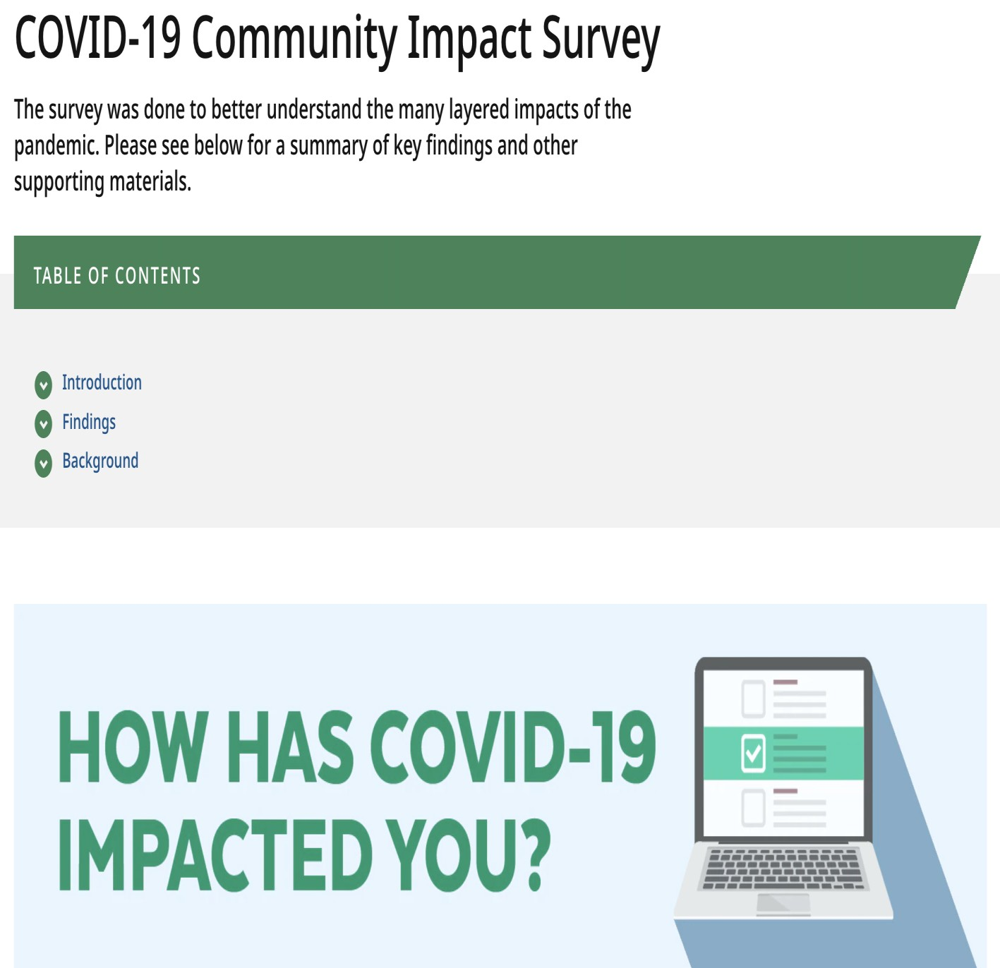 COVID-19 Community Impact Survey
The survey was done to better understand the many layered impacts of the
pandemic. Please see below for a summary of key findings and other
supporting materials.
TABLE OF CONTENTS
Introduction
Findings
Background
HOW HAS COVID-19
IMPACTED YOU?